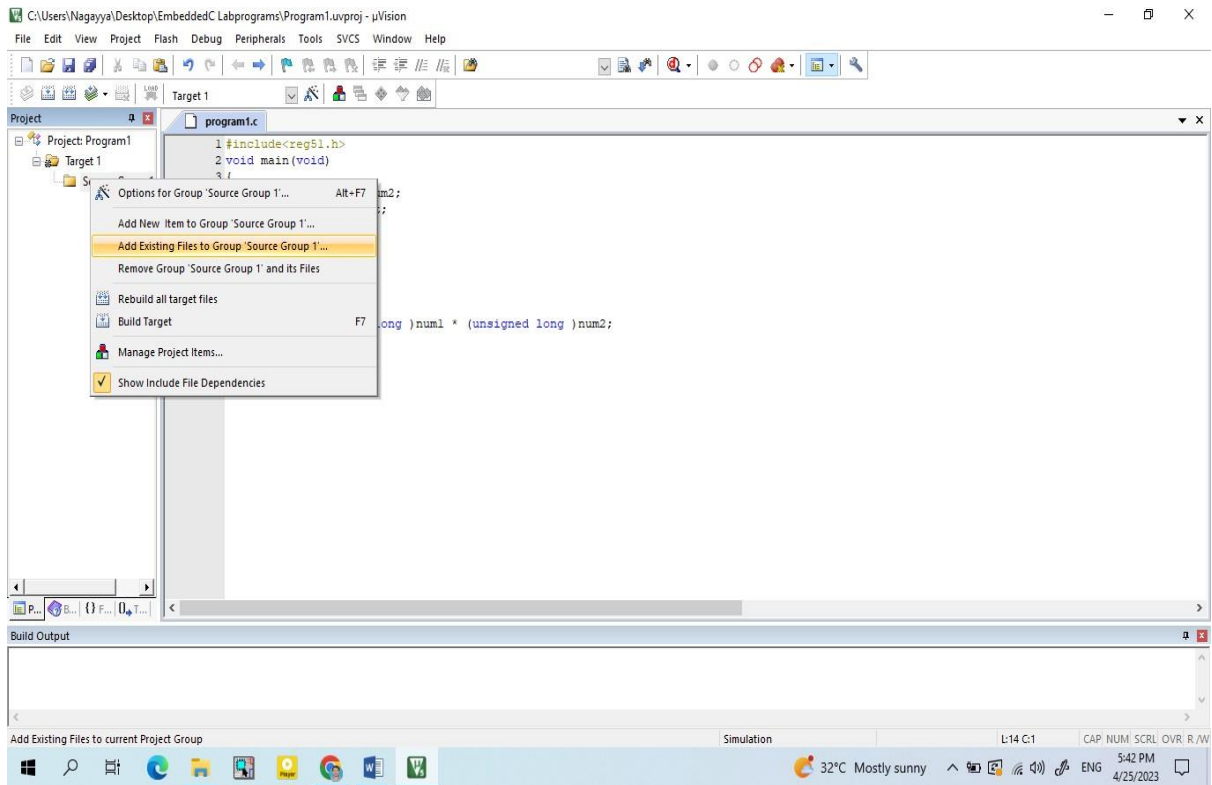 C:\Users\Nagayya\Desktop\EmbeddedC Labprograms\Program1.uvproj - µVision
File Edit View Project Flash Debug Peripherals Tools SVCS Window Help
LOAD Target 1
Project
program1.c
Project: Program1
Target 1
1 #include<reg51.h>
2 void main(void)
3 {
um2;
Options for Group 'Source Group 1'... Alt+F7
Add New Item to Group 'Source Group 1'...
Add Existing Files to Group 'Source Group 1'...
Remove Group 'Source Group 1' and its Files
Rebuild all target files
Build Target F7
ong )num1 * (unsigned long )num2;
Manage Project Items...
Show Include File Dependencies
P... B... {} F... 0 T...
Build Output
Add Existing Files to current Project Group Simulation L:14 C:1 CAP NUM SCRL OVR R/W
Player 32°C Mostly sunny ENG 5:42 PM
4/25/2023